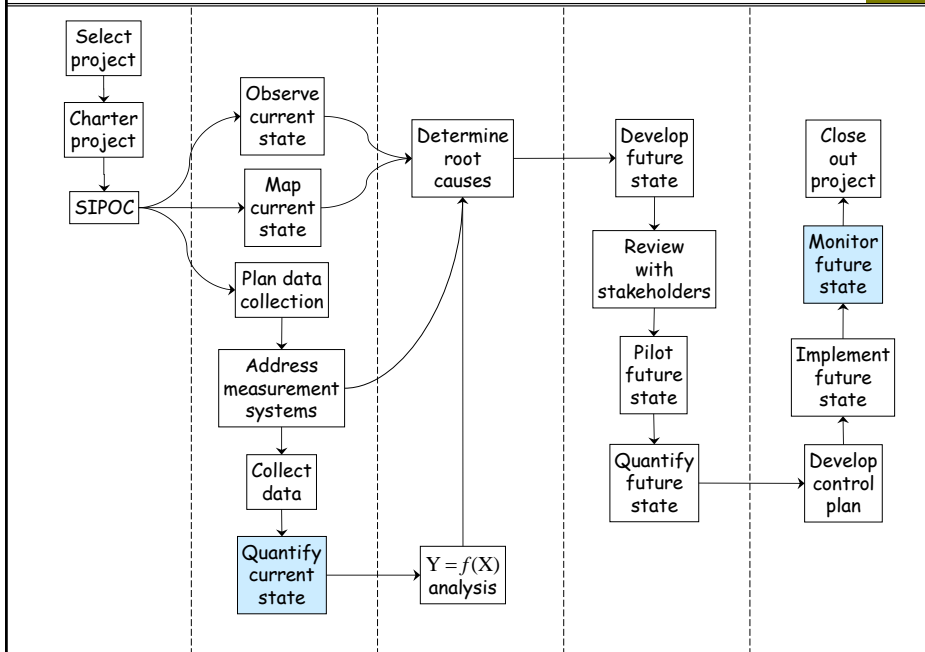 Select
project
Charter
project
SIPOC
Observe
current
state
Map
current
state
Plan data
collection
Address
measurement
systems
Collect
data
Quantify
current
state
Determine
root
causes
Y = f(X)
analysis
Develop
future
state
Review
with
stakeholders
Pilot
future
state
Quantify
future
state
Close
out
project
Monitor
future
state
Implement
future
state
Develop
control
plan